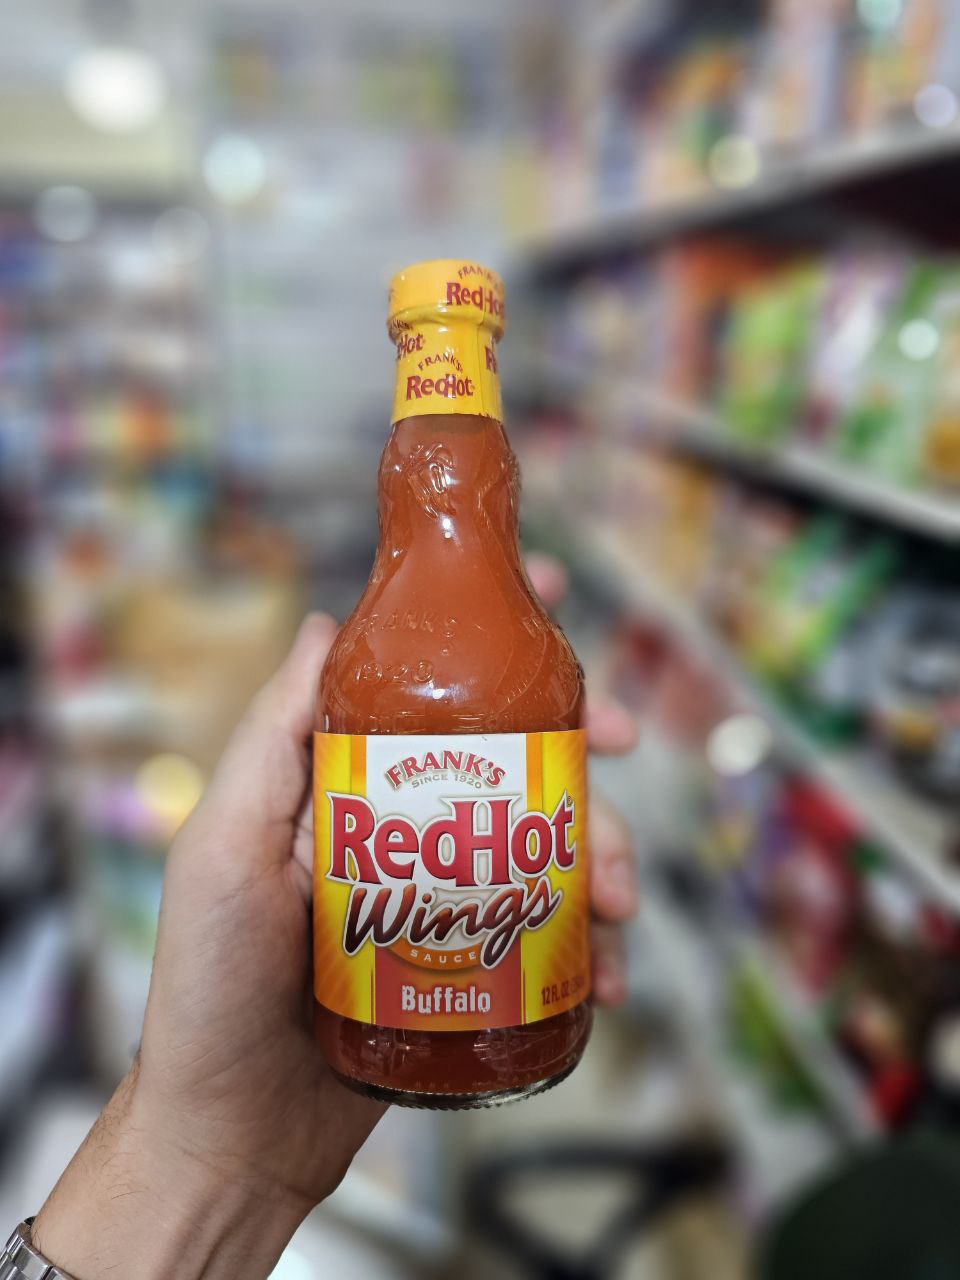 FRANK'S
RedHot
FRANK'S
RedHot
FRANK'S
1920
FRANK'S
SINCE 1920
RedHot®
Wings
SAUCE
Buffalo
12 FL OZ